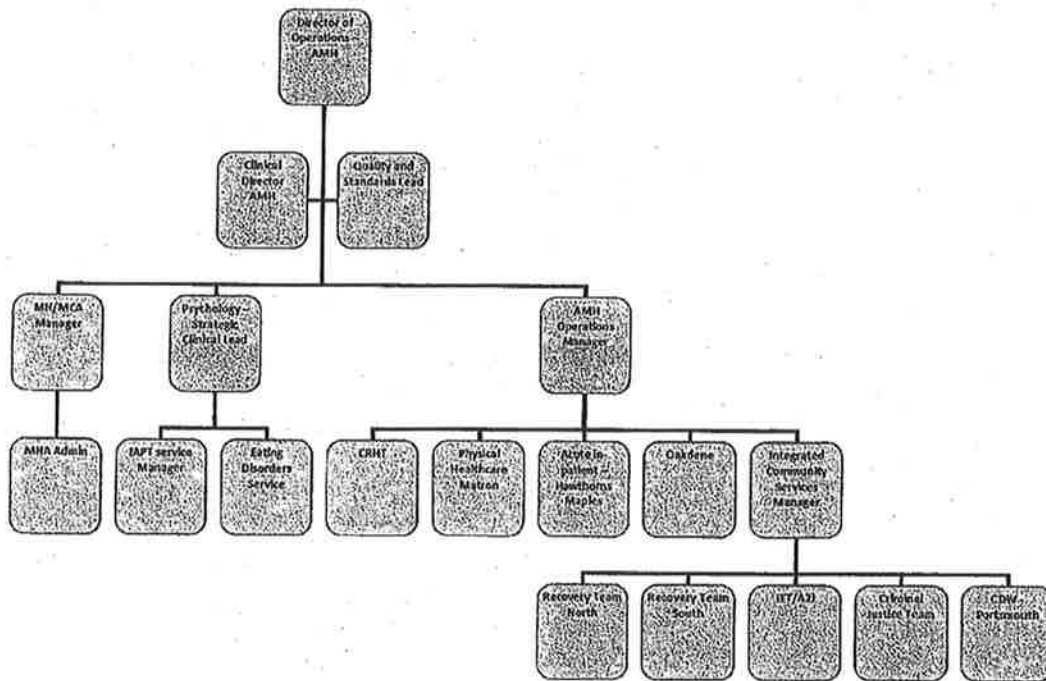 Director of
Operations –
AMH
Clinical
Director
AMH
Quality and
Standards Lead
MH/MCA
Manager
Psychology –
Strategic
Clinical Lead
AMH
Operations
Manager
MHA Admin
IAPT service
Manager
Eating
Disorders
Service
CRHT
Physical
Healthcare
Matron
Acute in-
patient –
Hawthorns
Maples
Oakdene
Integrated
Community
Services
Manager
Recovery Team
North
Recovery Team
South
Criminal
Justice Team
CDW –
Portsmouth